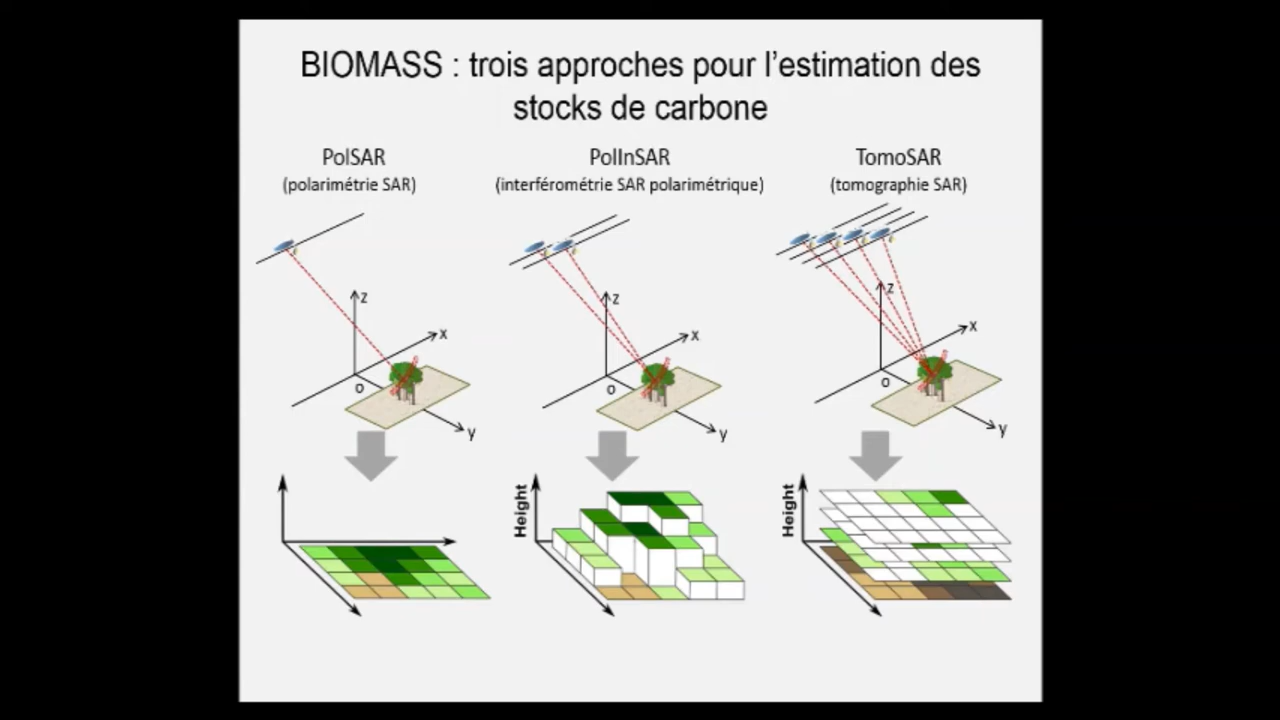 BIOMASS : trois approches pour l'estimation des
stocks de carbone
PolSAR
(polarimétrie SAR)
PolInSAR
(interférométrie SAR polarimétrique)
TomoSAR
(tomographie SAR)
z
x
o
y
z
x
o
y
z
x
o
y
Height
Height